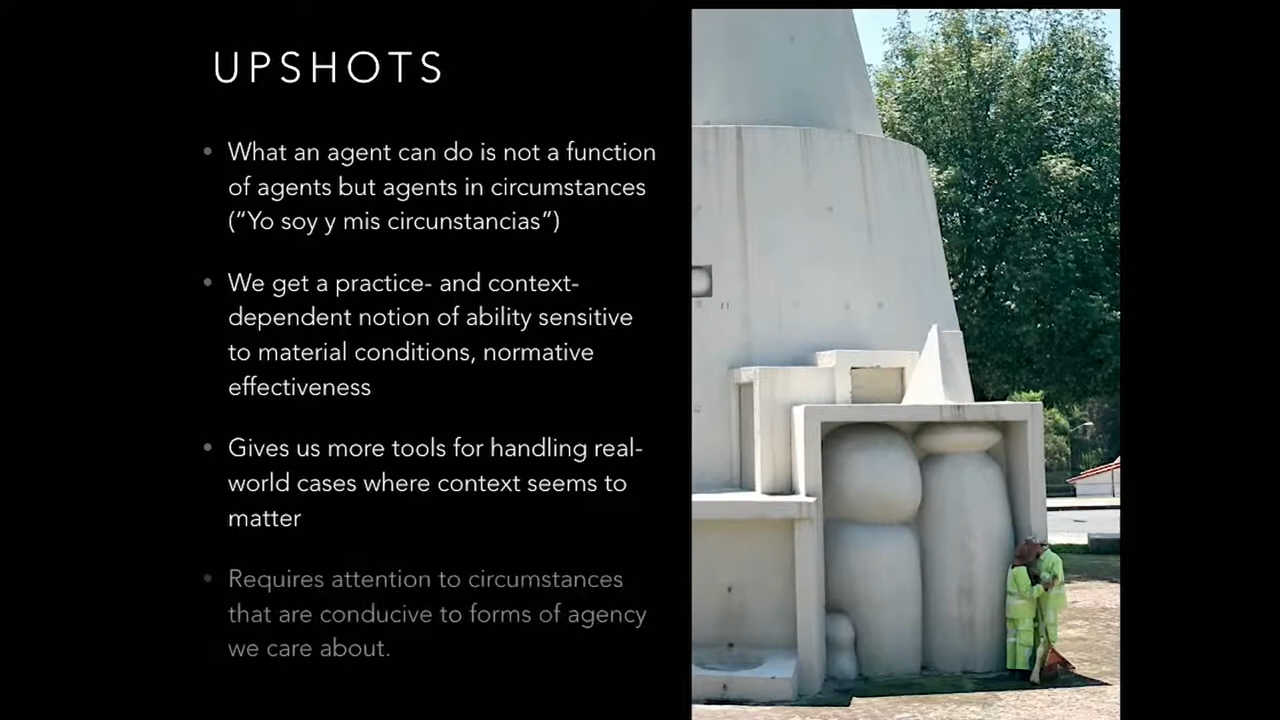 UPSHOTS
• What an agent can do is not a function
of agents but agents in circumstances
(“Yo soy y mis circunstancias”)
• We get a practice- and context-
dependent notion of ability sensitive
to material conditions, normative
effectiveness
• Gives us more tools for handling real-
world cases where context seems to
matter
• Requires attention to circumstances
that are conducive to forms of agency
we care about.